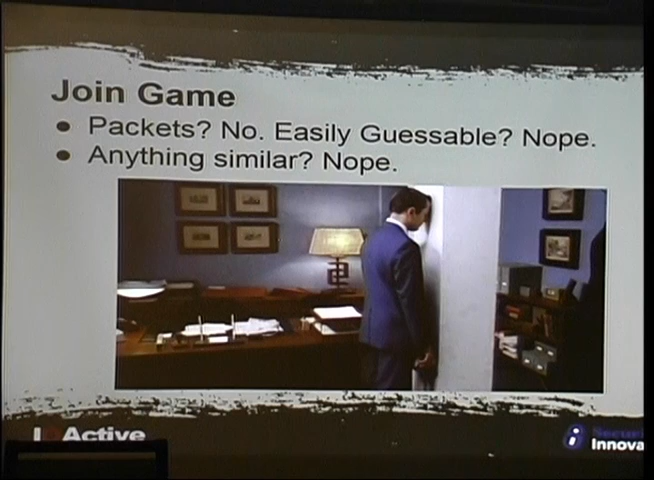 Join Game
• Packets? No. Easily Guessable? Nope.
• Anything similar? Nope.
Active
Innova